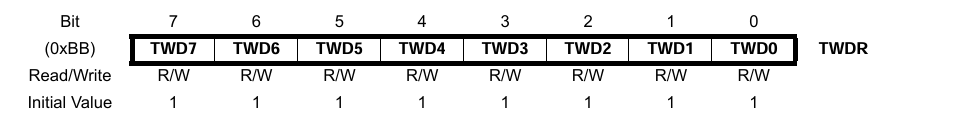 Bit 7 6 5 4 3 2 1 0
(0xBB) TWD7 TWD6 TWD5 TWD4 TWD3 TWD2 TWD1 TWD0 TWDR
Read/Write R/W R/W R/W R/W R/W R/W R/W R/W
Initial Value 1 1 1 1 1 1 1 1